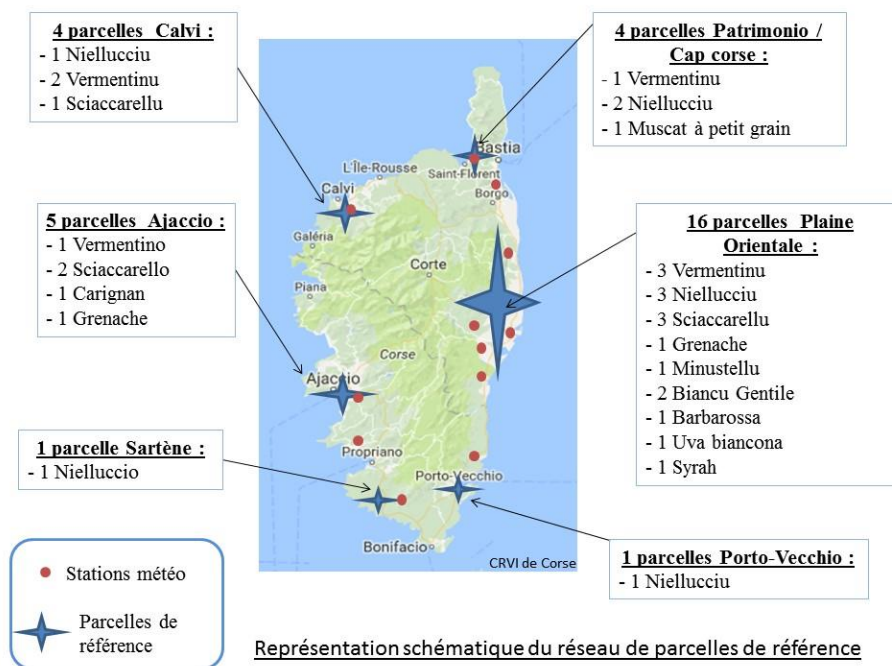 4 parcelles Calvi :
- 1 Niellucciu
- 2 Vermentinu
- 1 Sciaccarellu
4 parcelles Patrimonio /
Cap corse :
- 1 Vermentinu
- 2 Niellucciu
- 1 Muscat à petit grain
5 parcelles Ajaccio :
- 1 Vermentino
- 2 Sciaccarello
- 1 Carignan
- 1 Grenache
16 parcelles Plaine
Orientale :
- 3 Vermentinu
- 3 Niellucciu
- 3 Sciaccarellu
- 1 Grenache
- 1 Minustellu
- 2 Biancu Gentile
- 1 Barbarossa
- 1 Uva biancona
- 1 Syrah
1 parcelle Sartène :
- 1 Nielluccio
1 parcelles Porto-Vecchio :
- 1 Niellucciu
Bastia
L'Île-Rousse
Saint-Florent
Calvi
Borgo
Galéria
Corte
Piana
Corse
Ajaccio
Propriano
Porto-Vecchio
Bonifacio
CRVI de Corse
Stations météo
Parcelles de
référence
Représentation schématique du réseau de parcelles de référence